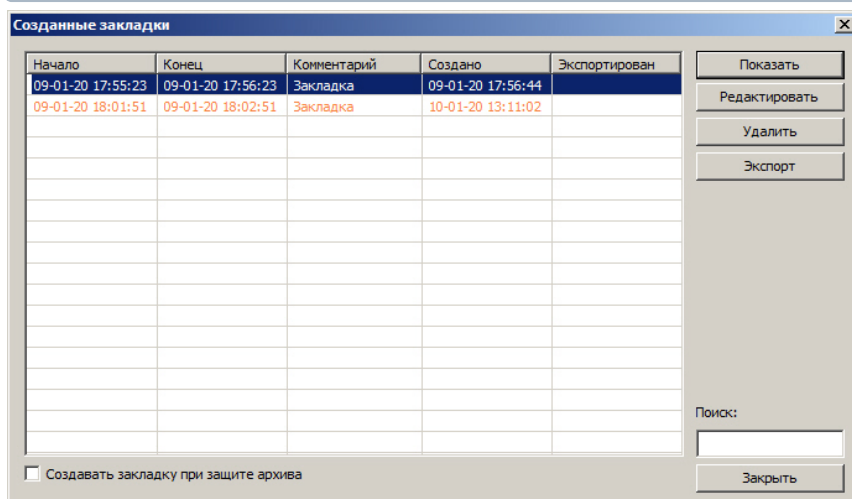 Созданные закладки
Начало Конец Комментарий Создано Экспортирован
09-01-20 17:55:23 09-01-20 17:56:23 Закладка 09-01-20 17:56:44
09-01-20 18:01:51 09-01-20 18:02:51 Закладка 10-01-20 13:11:02
Показать
Редактировать
Удалить
Экспорт
Поиск:
Создавать закладку при защите архива
Закрыть